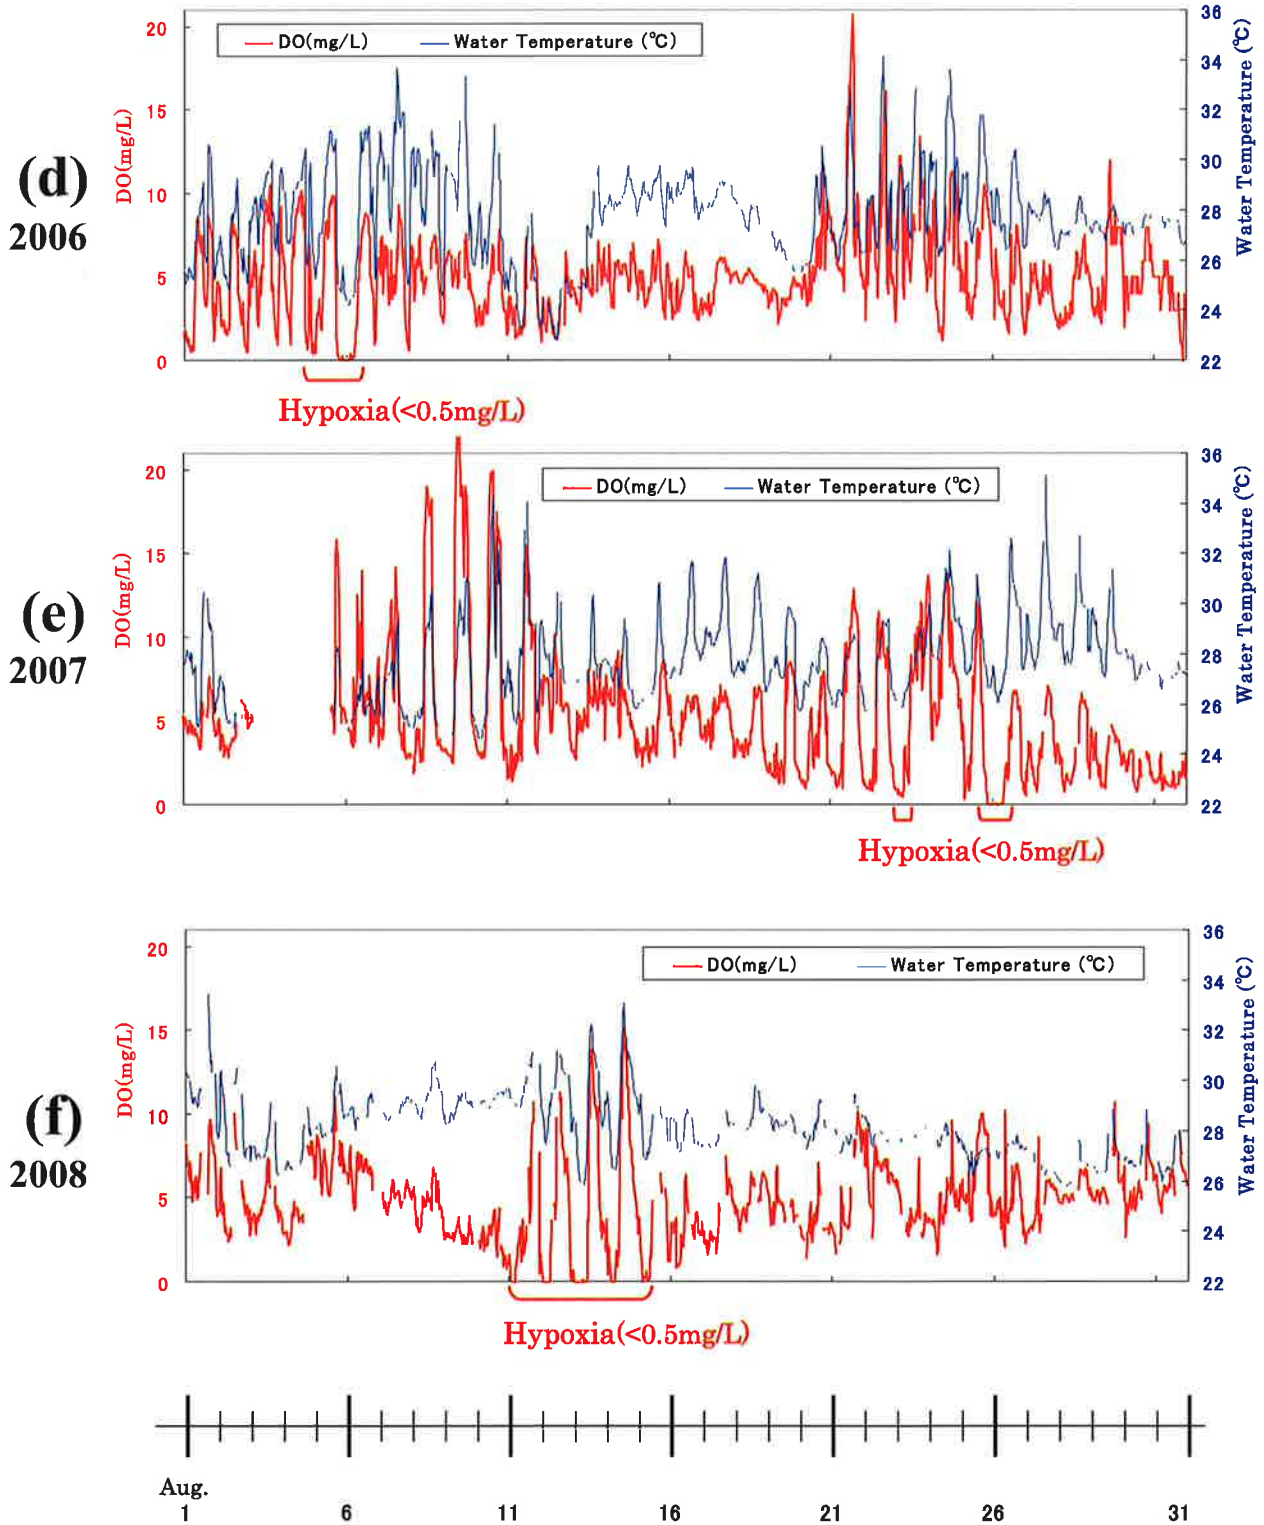 20
15
10
5
0
DO(mg/L)
DO(mg/L)
Water Temperature (℃)
36
34
32
30
28
26
24
22
Water Temperature (℃)
(d)
2006
Hypoxia(<0.5mg/L)
20
15
10
5
0
DO(mg/L)
DO(mg/L)
Water Temperature (℃)
36
34
32
30
28
26
24
22
Water Temperature (℃)
(e)
2007
Hypoxia(<0.5mg/L)
20
15
10
5
0
DO(mg/L)
DO(mg/L)
Water Temperature (℃)
36
34
32
30
28
26
24
22
Water Temperature (℃)
(f)
2008
Hypoxia(<0.5mg/L)
Aug.
1 6 11 16 21 26 31